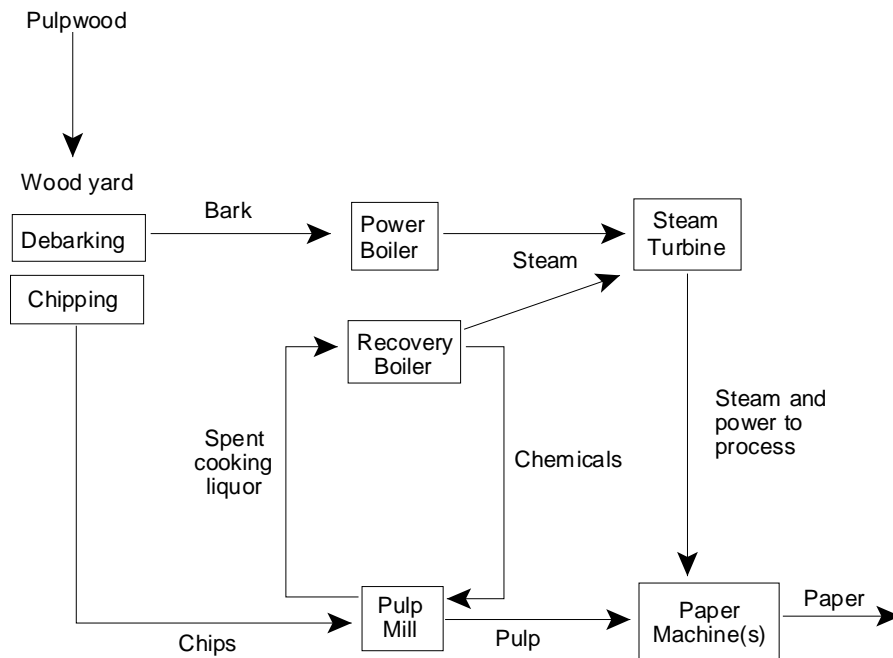 Pulpwood
Wood yard
Debarking
Bark
Power
Boiler
Steam
Steam
Turbine
Chipping
Recovery
Boiler
Spent
cooking
liquor
Chemicals
Steam and
power to
process
Chips
Pulp
Mill
Pulp
Paper
Machine(s)
Paper